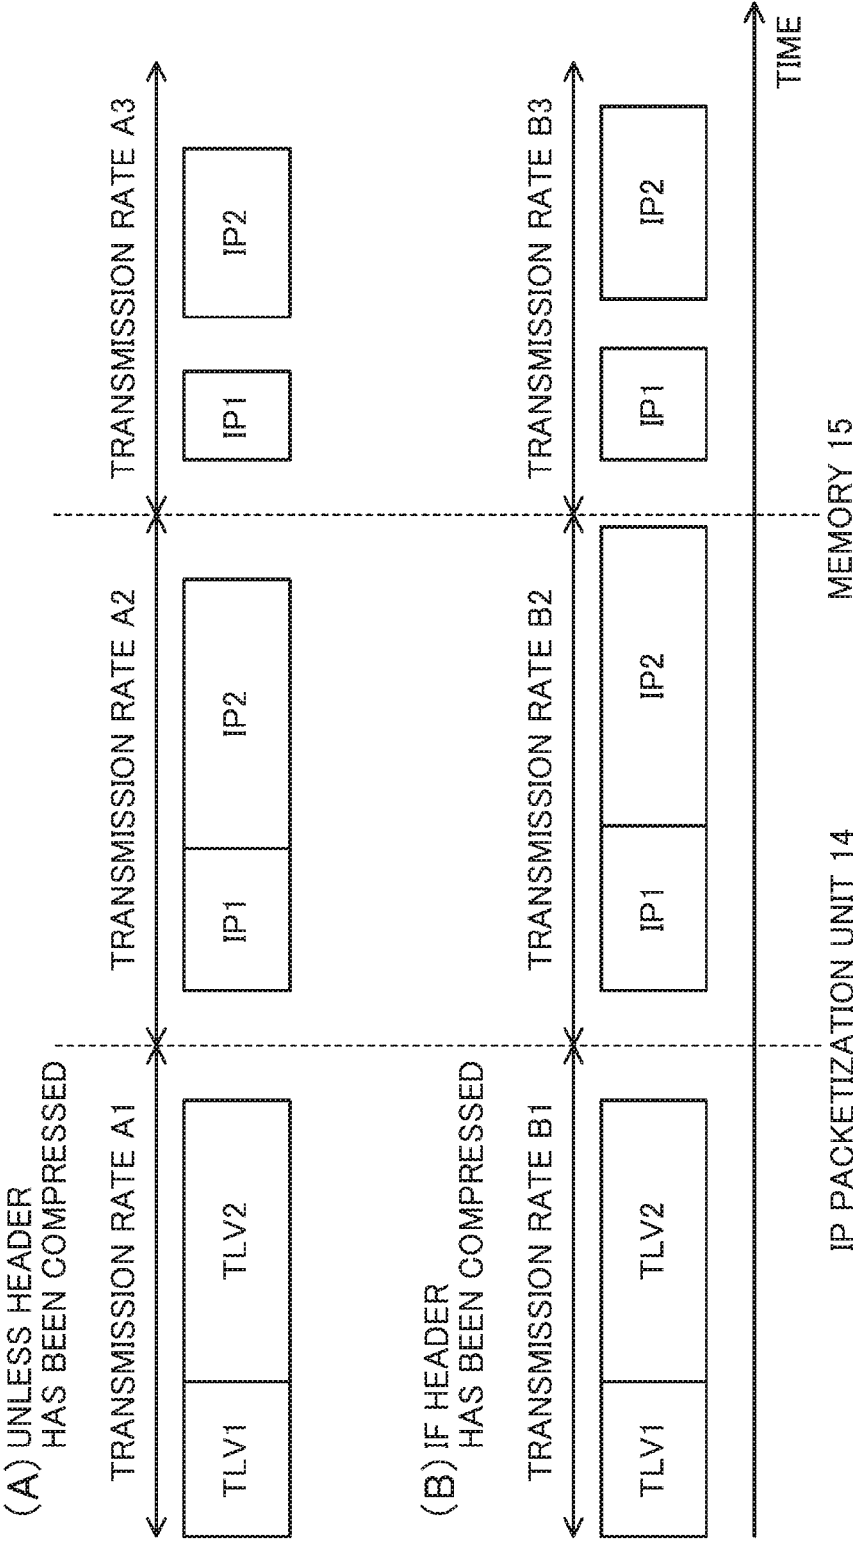 (A) UNLESS HEADER
HAS BEEN COMPRESSED
TRANSMISSION RATE A1
TRANSMISSION RATE A2
TRANSMISSION RATE A3
TLV1
TLV2
IP1
IP2
IP1
IP2
(B) IF HEADER
HAS BEEN COMPRESSED
TRANSMISSION RATE B1
TRANSMISSION RATE B2
TRANSMISSION RATE B3
TLV1
TLV2
IP1
IP2
IP1
IP2
TIME
IP PACKETIZATION UNIT 14
MEMORY 15